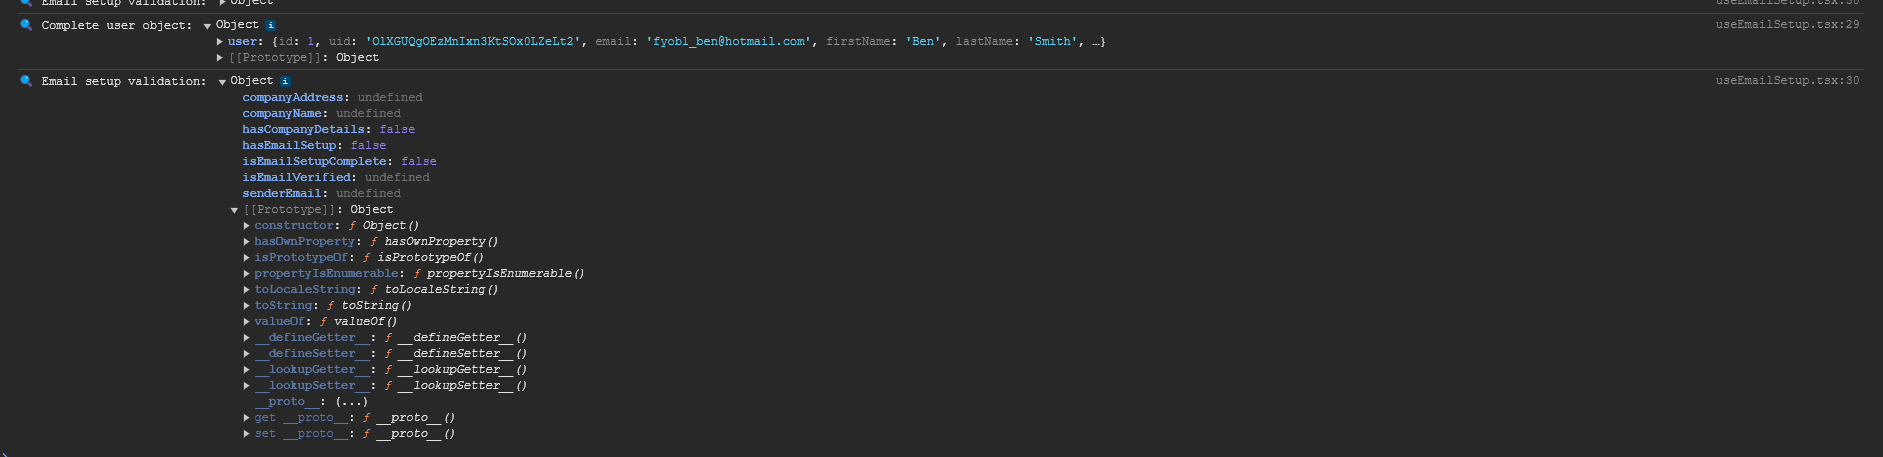 Email setup validation: ▶ Object useEmailSetup.tsx:30
Complete user object: ▼ Object i useEmailSetup.tsx:29
▶ user: {id: 1, uid: 'OlXGUQgOEzMnIxn3KtSOx0LZeLt2', email: 'fyobl_ben@hotmail.com', firstName: 'Ben', lastName: 'Smith', …}
▶ [[Prototype]]: Object
Email setup validation: ▼ Object i useEmailSetup.tsx:30
companyAddress: undefined
companyName: undefined
hasCompanyDetails: false
hasEmailSetup: false
isEmailSetupComplete: false
isEmailVerified: undefined
senderEmail: undefined
▼ [[Prototype]]: Object
▶ constructor: ƒ Object()
▶ hasOwnProperty: ƒ hasOwnProperty()
▶ isPrototypeOf: ƒ isPrototypeOf()
▶ propertyIsEnumerable: ƒ propertyIsEnumerable()
▶ toLocaleString: ƒ toLocaleString()
▶ toString: ƒ toString()
▶ valueOf: ƒ valueOf()
▶ __defineGetter__: ƒ __defineGetter__()
▶ __defineSetter__: ƒ __defineSetter__()
▶ __lookupGetter__: ƒ __lookupGetter__()
▶ __lookupSetter__: ƒ __lookupSetter__()
__proto__: (...)
▶ get __proto__: ƒ __proto__()
▶ set __proto__: ƒ __proto__()